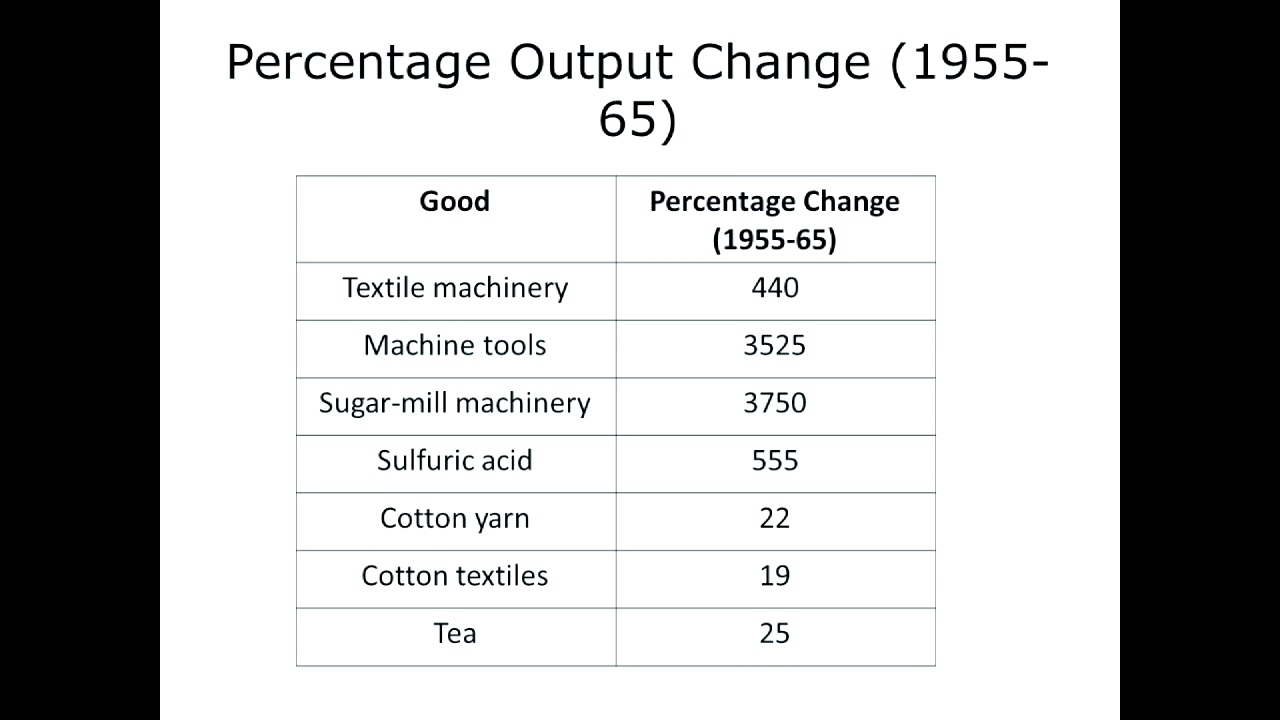 Percentage Output Change (1955-
65)
Good
Percentage Change
(1955-65)
Textile machinery
440
Machine tools
3525
Sugar-mill machinery
3750
Sulfuric acid
555
Cotton yarn
22
Cotton textiles
19
Tea
25